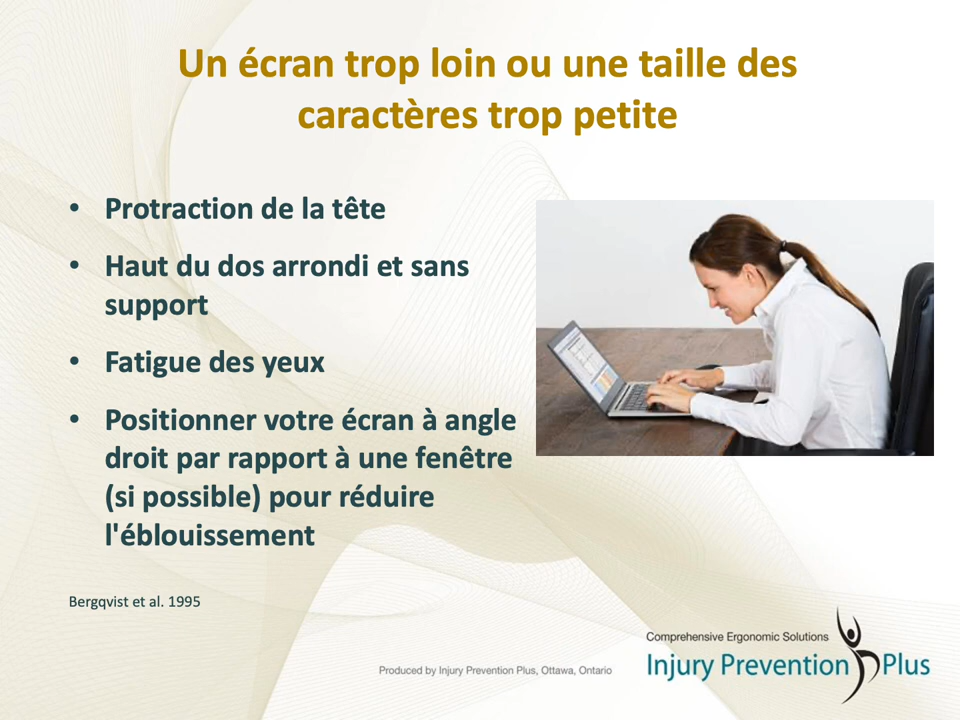 Un écran trop loin ou une taille des
caractères trop petite
• Protraction de la tête
• Haut du dos arrondi et sans
support
• Fatigue des yeux
• Positionner votre écran à angle
droit par rapport à une fenêtre
(si possible) pour réduire
l'éblouissement
Bergqvist et al. 1995
Comprehensive Ergonomic Solutions
Injury Prevention Plus
Produced by Injury Prevention Plus, Ottawa, Ontario